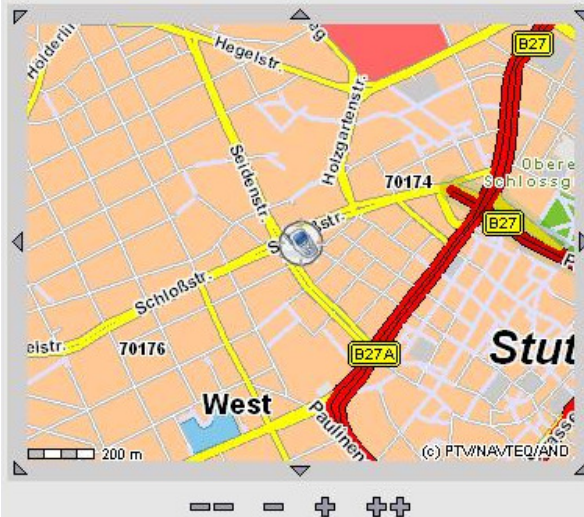 B27
Hölderlin
Hegelstr.
Holzgartenstr.
Seidenstr.
Obere
Schlossg
70174
B27
Schloßstr.
elstr.
70176
B27A
Stut
West
Paulinen
200 m
(c) PTV/NAVTEQ/AND